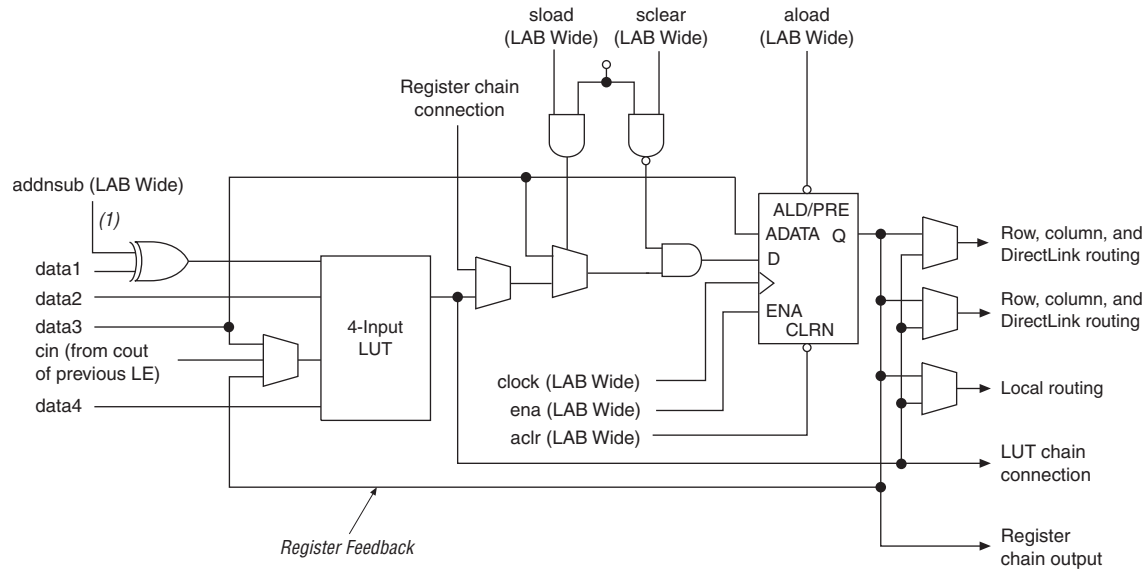 sload
(LAB Wide)
sclear
(LAB Wide)
aload
(LAB Wide)
Register chain
connection
addnsub (LAB Wide)
(1)
data1
data2
data3
cin (from cout
of previous LE)
data4
4-Input
LUT
ALD/PRE
ADATA Q
D
ENA
CLRN
clock (LAB Wide)
ena (LAB Wide)
aclr (LAB Wide)
Row, column, and
DirectLink routing
Row, column, and
DirectLink routing
Local routing
LUT chain
connection
Register
chain output
Register Feedback